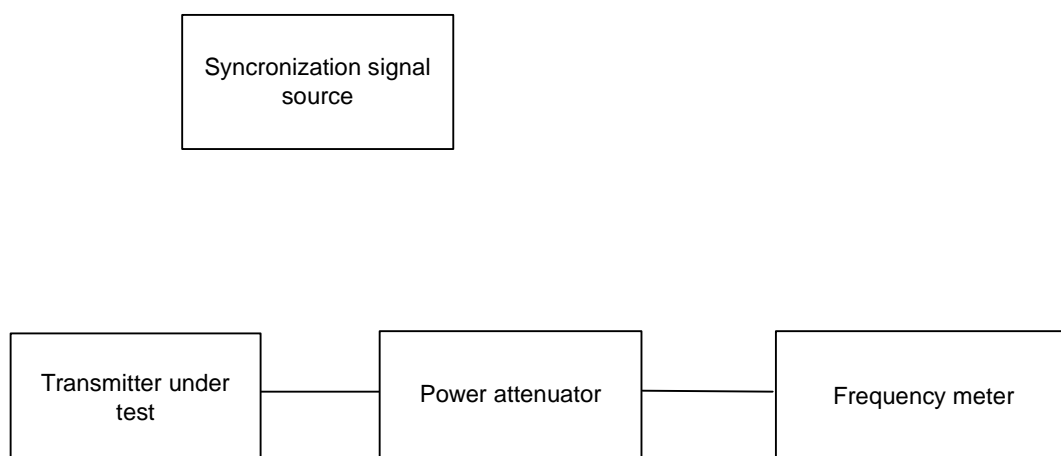 Syncronization signal
source
Transmitter under
test
Power attenuator
Frequency meter